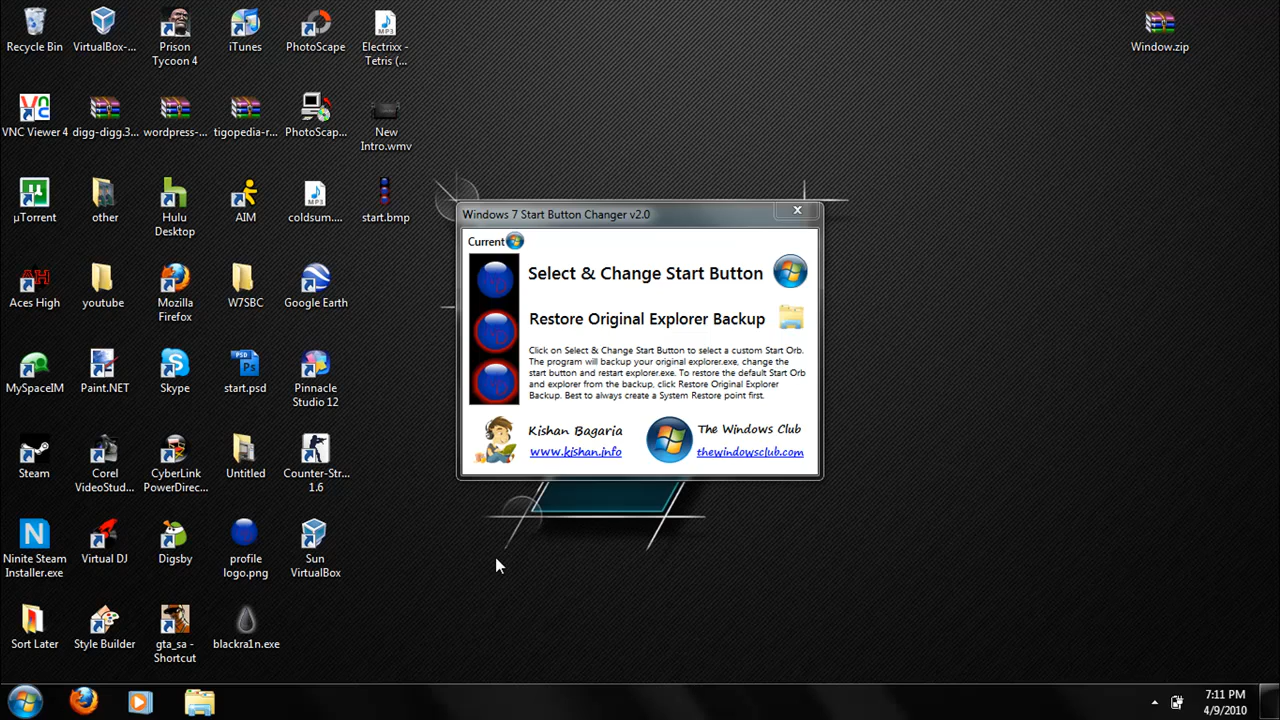 Recycle Bin
VirtualBox-...
Prison
Tycoon 4
iTunes
PhotoScape
Electrixx -
Tetris (...
Window.zip
VNC Viewer 4
digg-digg.3...
wordpress-...
tigopedia-r...
PhotoScap...
New
Intro.wmv
µTorrent
other
Hulu
Desktop
AIM
coldsum....
start.bmp
Aces High
youtube
Mozilla
Firefox
W7SBC
Google Earth
MySpaceIM
Paint.NET
Skype
start.psd
Pinnacle
Studio 12
Steam
Corel
VideoStud...
CyberLink
PowerDirec...
Untitled
Counter-Str...
1.6
Ninite Steam
Installer.exe
Virtual DJ
Digsby
profile
logo.png
Sun
VirtualBox
Sort Later
Style Builder
gta_sa -
Shortcut
blackra1n.exe
Windows 7 Start Button Changer v2.0
Current
Select & Change Start Button
Restore Original Explorer Backup
Click on Select & Change Start Button to select a custom Start Orb.
The program will backup your original explorer.exe, change the
start button and restart explorer.exe. To restore the default Start Orb
and explorer from the backup, click Restore Original Explorer
Backup. Best to always create a System Restore point first.
Kishan Bagaria
www.kishan.info
The Windows Club
thewindowsclub.com
7:11 PM
4/9/2010